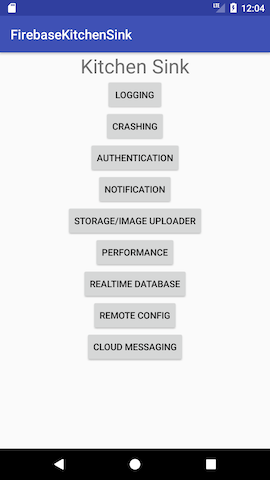 LTE 12:04
FirebaseKitchenSink
Kitchen Sink
LOGGING
CRASHING
AUTHENTICATION
NOTIFICATION
STORAGE/IMAGE UPLOADER
PERFORMANCE
REALTIME DATABASE
REMOTE CONFIG
CLOUD MESSAGING